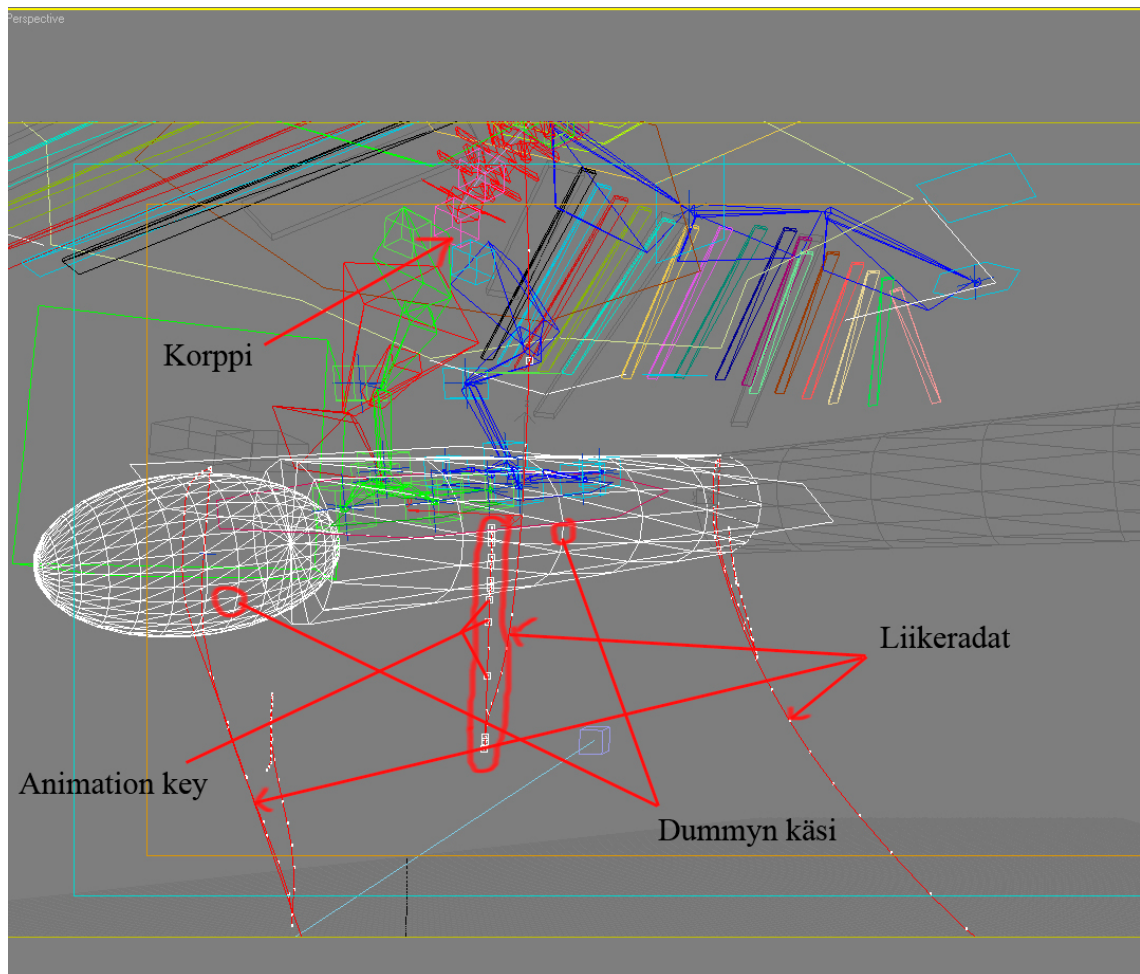 Perspective
Korppi
Liikeradat
Animation key
Dummyn käsi